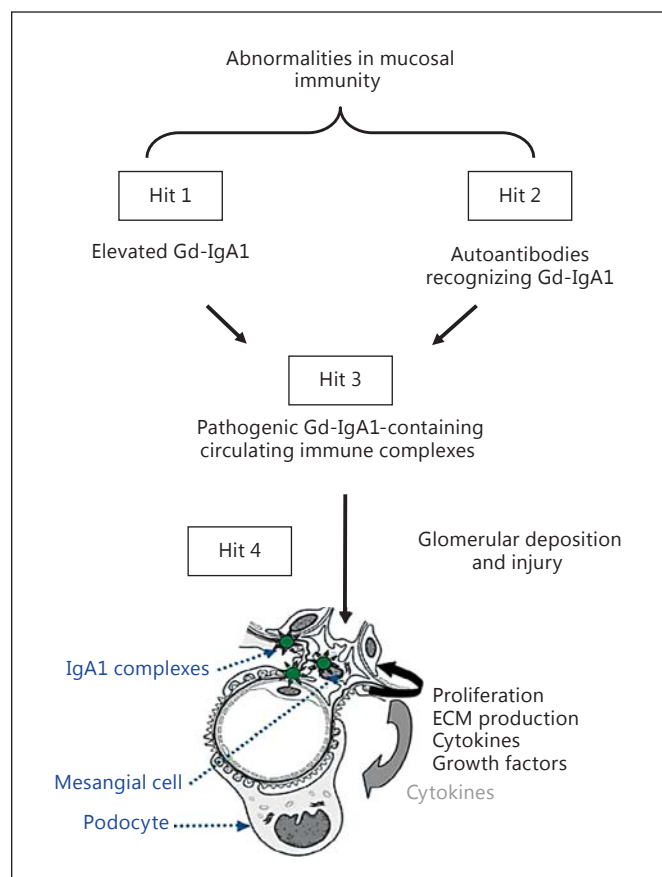 Abnormalities in mucosal
immunity
Hit 1
Hit 2
Elevated Gd-IgA1
Autoantibodies
recognizing Gd-IgA1
Hit 3
Pathogenic Gd-IgA1-containing
circulating immune complexes
Hit 4
Glomerular deposition
and injury
IgA1 complexes
Proliferation
ECM production
Cytokines
Growth factors
Mesangial cell
Cytokines
Podocyte